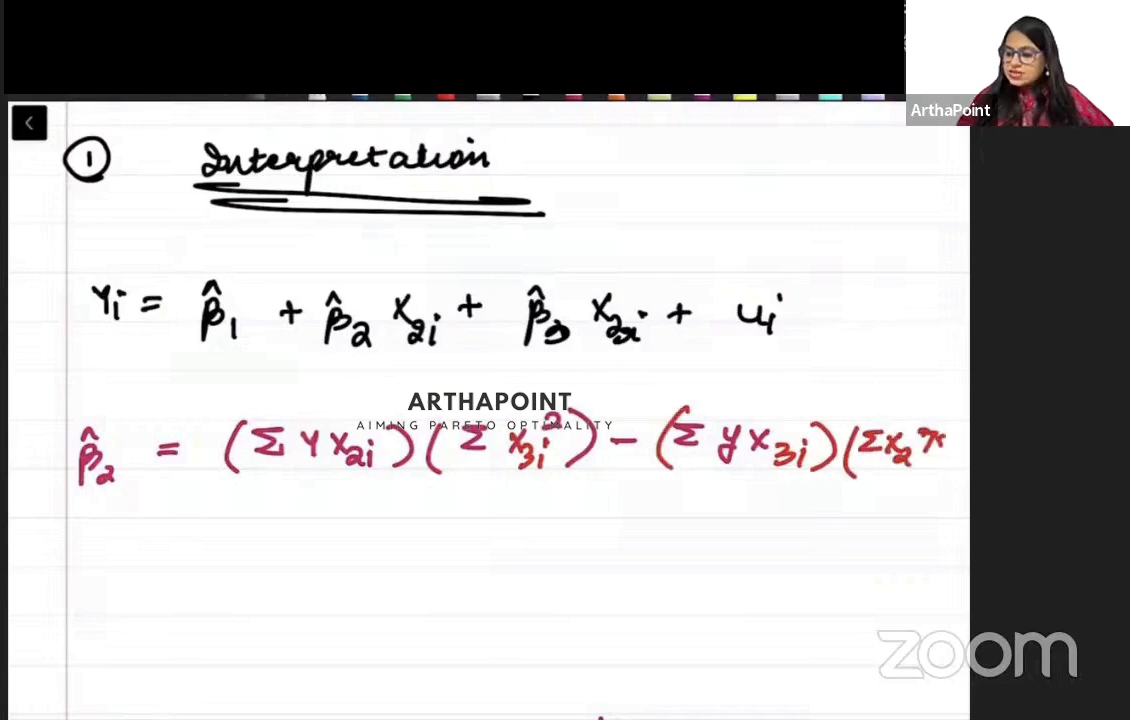 ArthaPoint
① Interpretation
Yi = β̂1 + β̂2 X2i + β̂3 X3i + ui
ARTHAPOINT
AIMING PARETO OPTIMALITY
β̂2 = (Σ Y x2i)(Σ x3i²) − (Σ y x3i)(Σx2 x
zoom